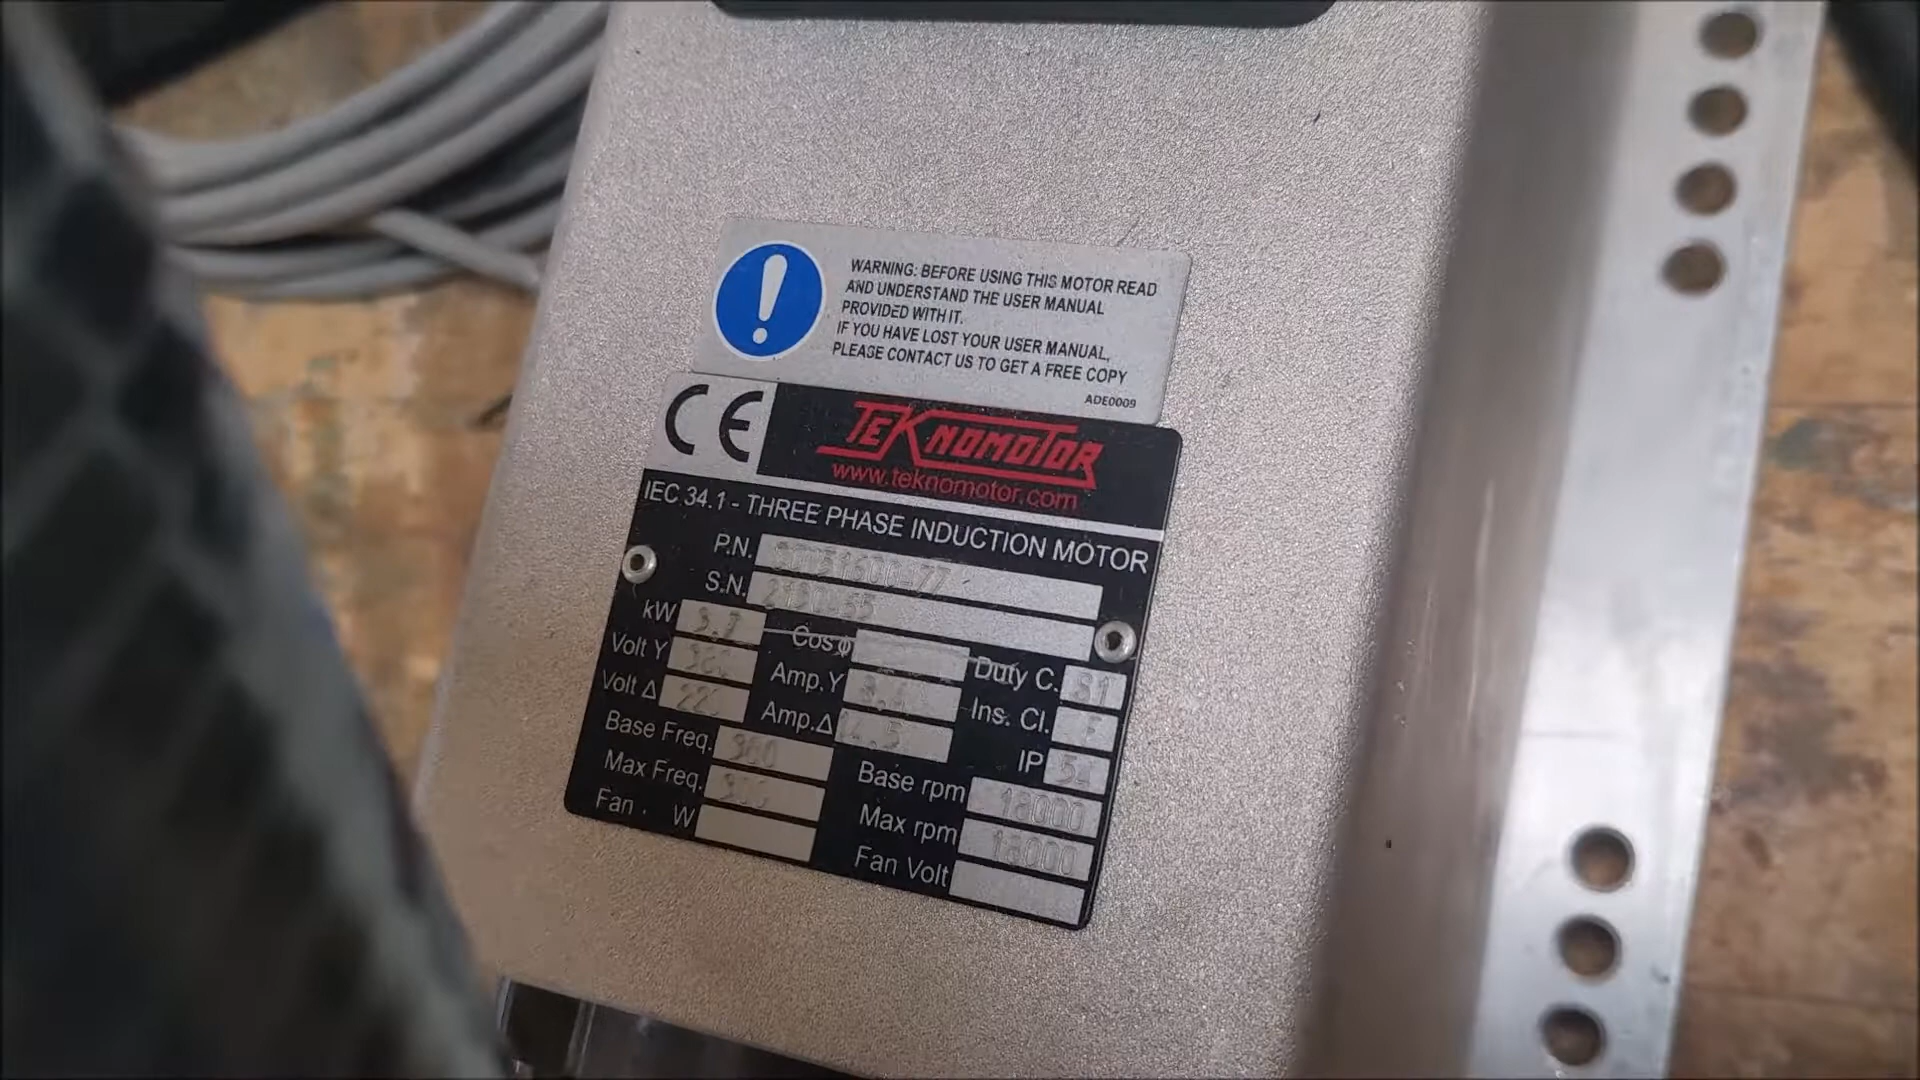 WARNING: BEFORE USING THIS MOTOR READ
AND UNDERSTAND THE USER MANUAL
PROVIDED WITH IT.
IF YOU HAVE LOST YOUR USER MANUAL,
PLEASE CONTACT US TO GET A FREE COPY
ADE0009
CE TEKNOMOTOR
www.teknomotor.com
IEC 34.1 - THREE PHASE INDUCTION MOTOR
P.N.
S.N.
kW Cos φ Duty C. S1
Volt Y Amp.Y Ins. Cl. F
Volt Δ Amp.Δ IP
Base Freq. Base rpm 18000
Max Freq. Max rpm 18000
Fan W Fan Volt